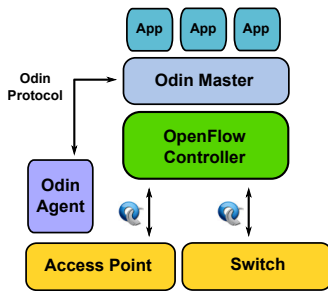 App App App
Odin
Protocol
Odin Master
OpenFlow
Controller
Odin
Agent
Access Point
Switch